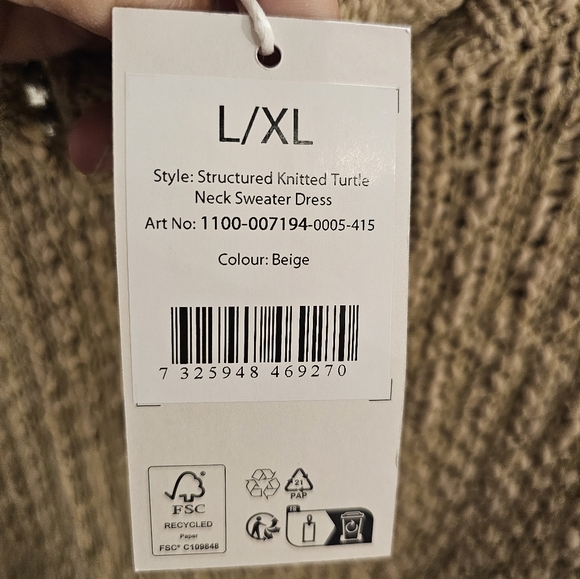 L/XL
Style: Structured Knitted Turtle
Neck Sweater Dress
Art No: 1100-007194-0005-415
Colour: Beige
7 325948 469270
FSC
RECYCLED
Paper
FSC® C109848
21
PAP
FR